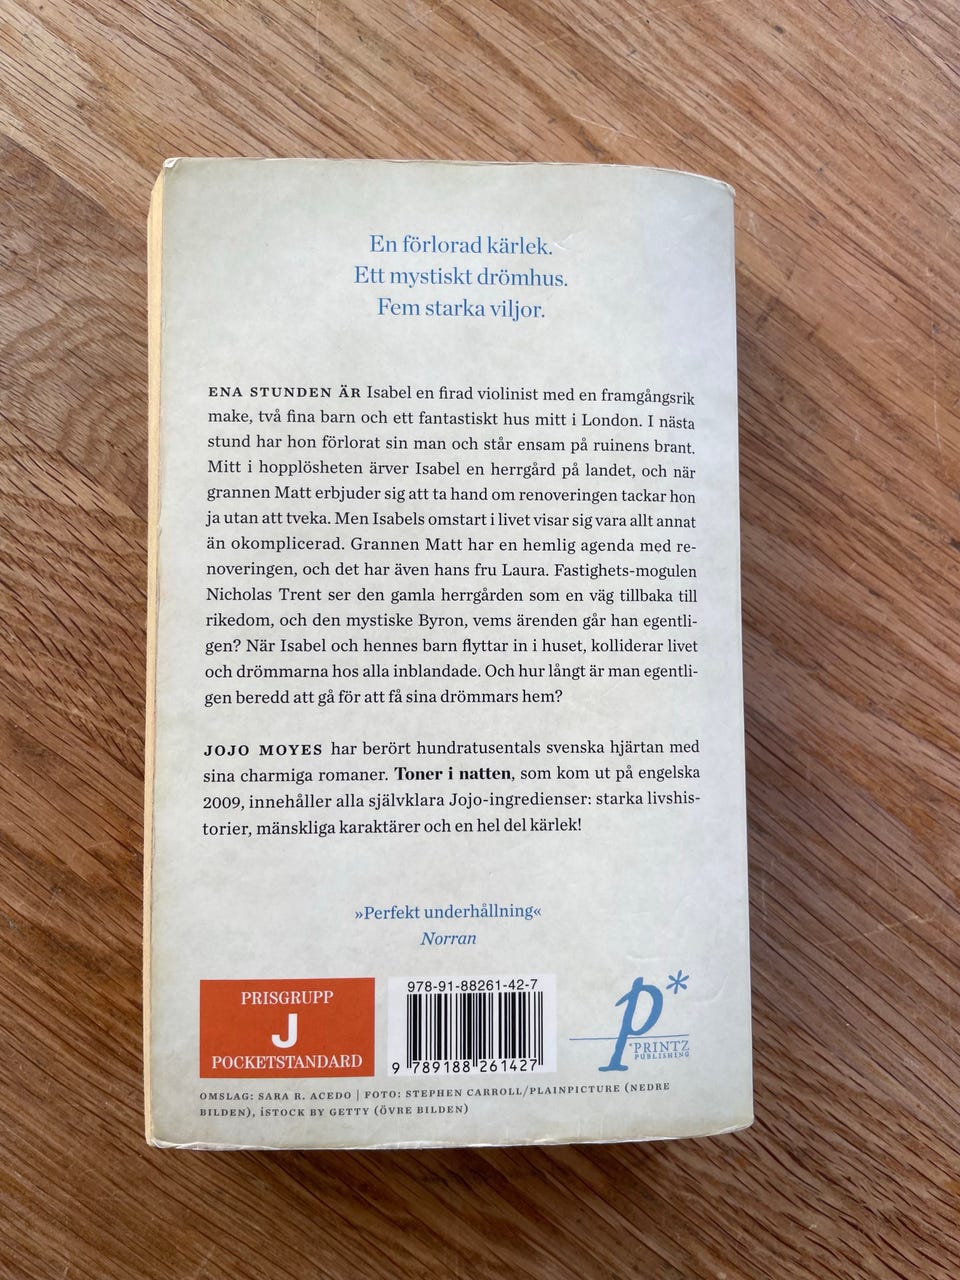 En förlorad kärlek.
Ett mystiskt drömhus.
Fem starka viljor.
ENA STUNDEN ÄR Isabel en firad violinist med en framgångsrik
make, två fina barn och ett fantastiskt hus mitt i London. I nästa
stund har hon förlorat sin man och står ensam på ruinens brant.
Mitt i hopplösheten ärver Isabel en herrgård på landet, och när
grannen Matt erbjuder sig att ta hand om renoveringen tackar hon
ja utan att tveka. Men Isabels omstart i livet visar sig vara allt annat
än okomplicerad. Grannen Matt har en hemlig agenda med re-
noveringen, och det har även hans fru Laura. Fastighets-mogulen
Nicholas Trent ser den gamla herrgården som en väg tillbaka till
rikedom, och den mystiske Byron, vems ärenden går han egentli-
gen? När Isabel och hennes barn flyttar in i huset, kolliderar livet
och drömmarna hos alla inblandade. Och hur långt är man egentli-
gen beredd att gå för att få sina drömmars hem?
JOJO MOYES har berört hundratusentals svenska hjärtan med
sina charmiga romaner. Toner i natten, som kom ut på engelska
2009, innehåller alla självklara Jojo-ingredienser: starka livshis-
torier, mänskliga karaktärer och en hel del kärlek!
»Perfekt underhållning«
Norran
PRISGRUPP
J
POCKETSTANDARD
978-91-88261-42-7
9 789188 261427
p*
*PRINTZ
PUBLISHING
OMSLAG: SARA R. ACEDO | FOTO: STEPHEN CARROLL/PLAINPICTURE (NEDRE
BILDEN), iSTOCK BY GETTY (ÖVRE BILDEN)